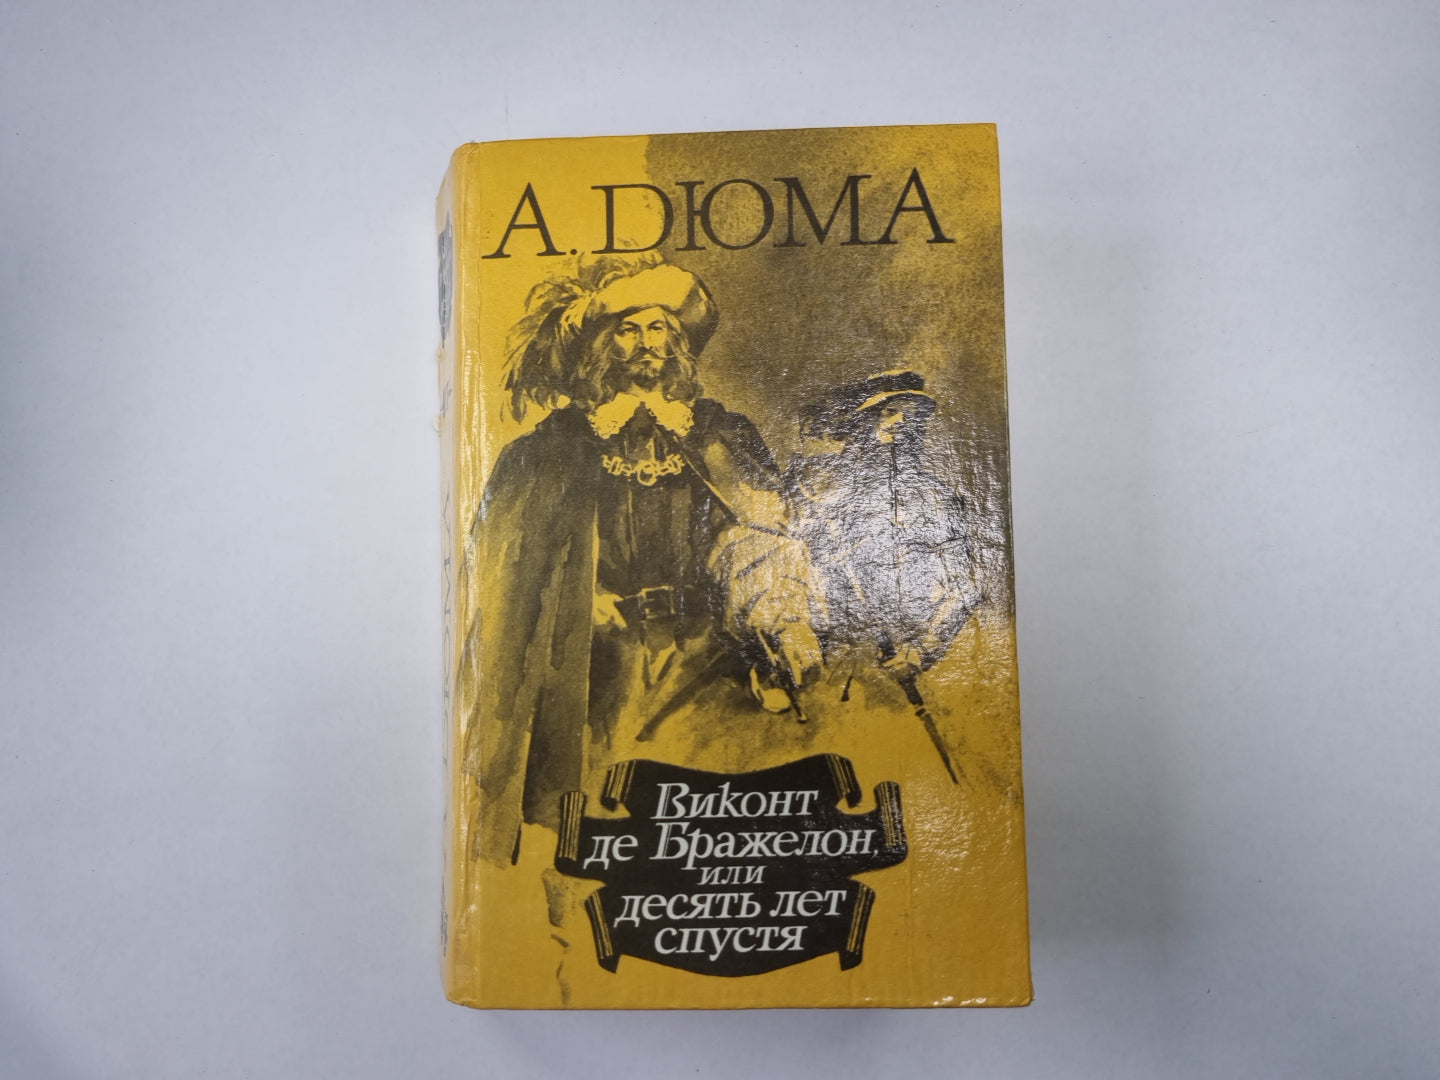 А. ДЮМА
Виконт
де Бражелон,
или
десять лет
спустя